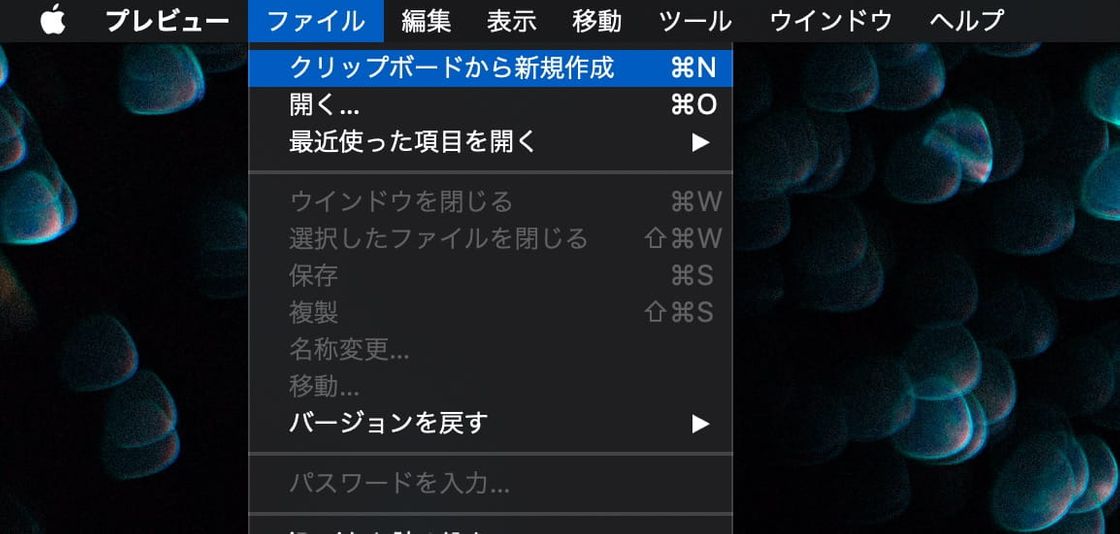 プレビュー ファイル 編集 表示 移動 ツール ウインドウ ヘルプ
クリップボードから新規作成 ⌘N
開く... ⌘O
最近使った項目を開く ▶
ウインドウを閉じる ⌘W
選択したファイルを閉じる ⇧⌘W
保存 ⌘S
複製 ⇧⌘S
名称変更...
移動...
バージョンを戻す ▶
パスワードを入力...